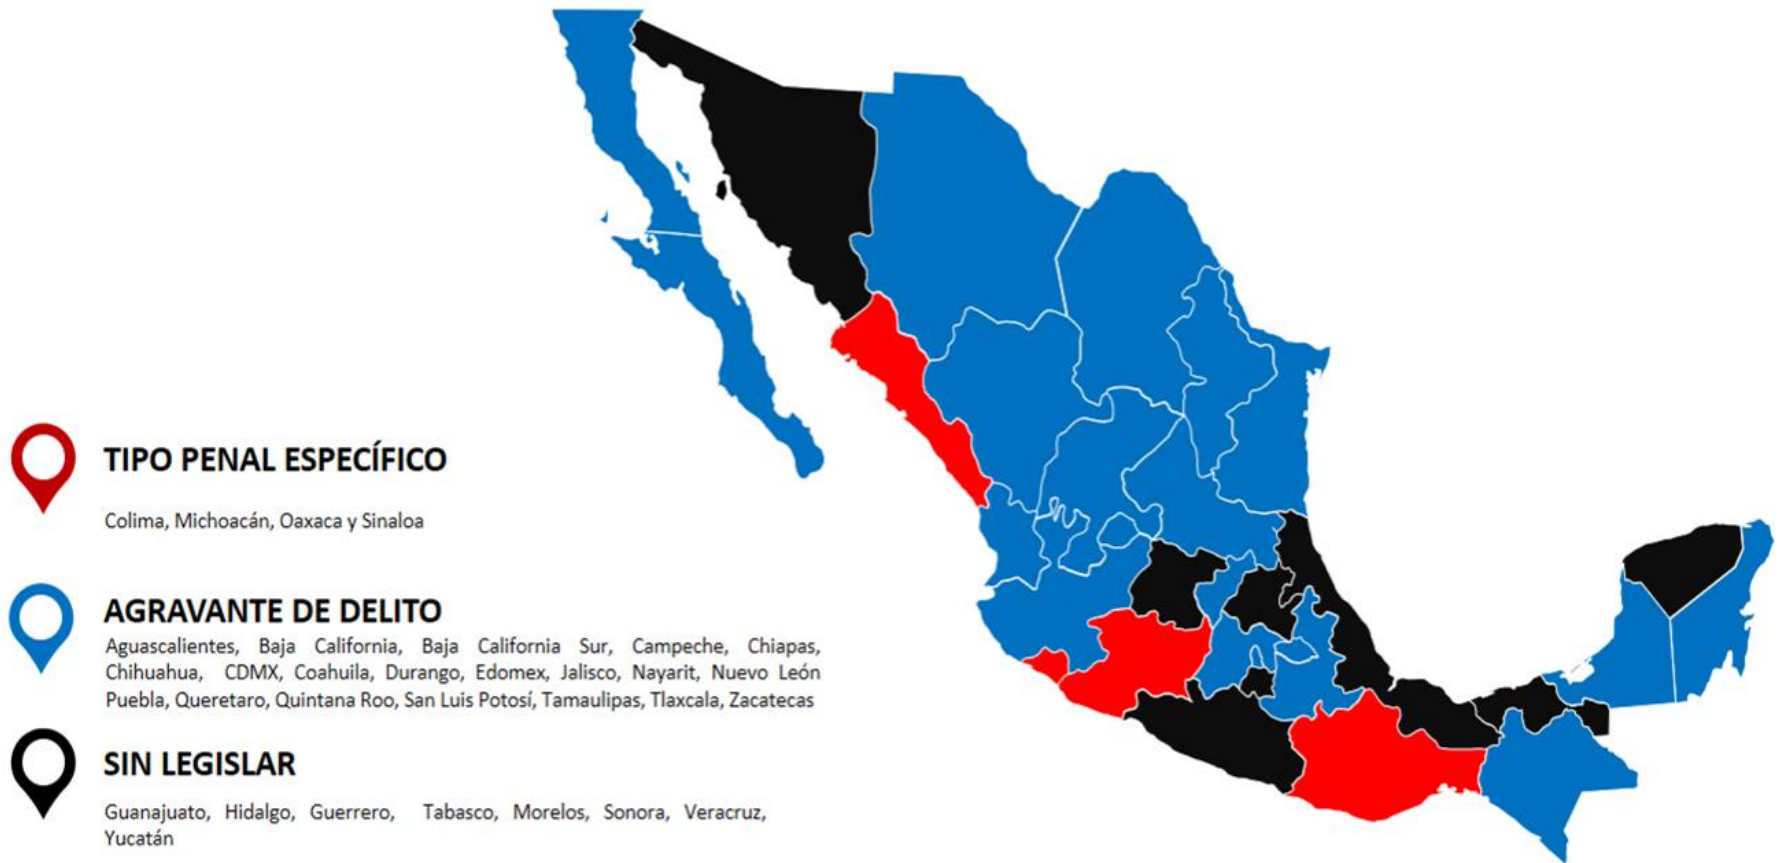 TIPO PENAL ESPECÍFICO
Colima, Michoacán, Oaxaca y Sinaloa
AGRAVANTE DE DELITO
Aguascalientes, Baja California, Baja California Sur, Campeche, Chiapas,
Chihuahua, CDMX, Coahuila, Durango, Edomex, Jalisco, Nayarit, Nuevo León
Puebla, Queretaro, Quintana Roo, San Luis Potosí, Tamaulipas, Tlaxcala, Zacatecas
SIN LEGISLAR
Guanajuato, Hidalgo, Guerrero, Tabasco, Morelos, Sonora, Veracruz,
Yucatán